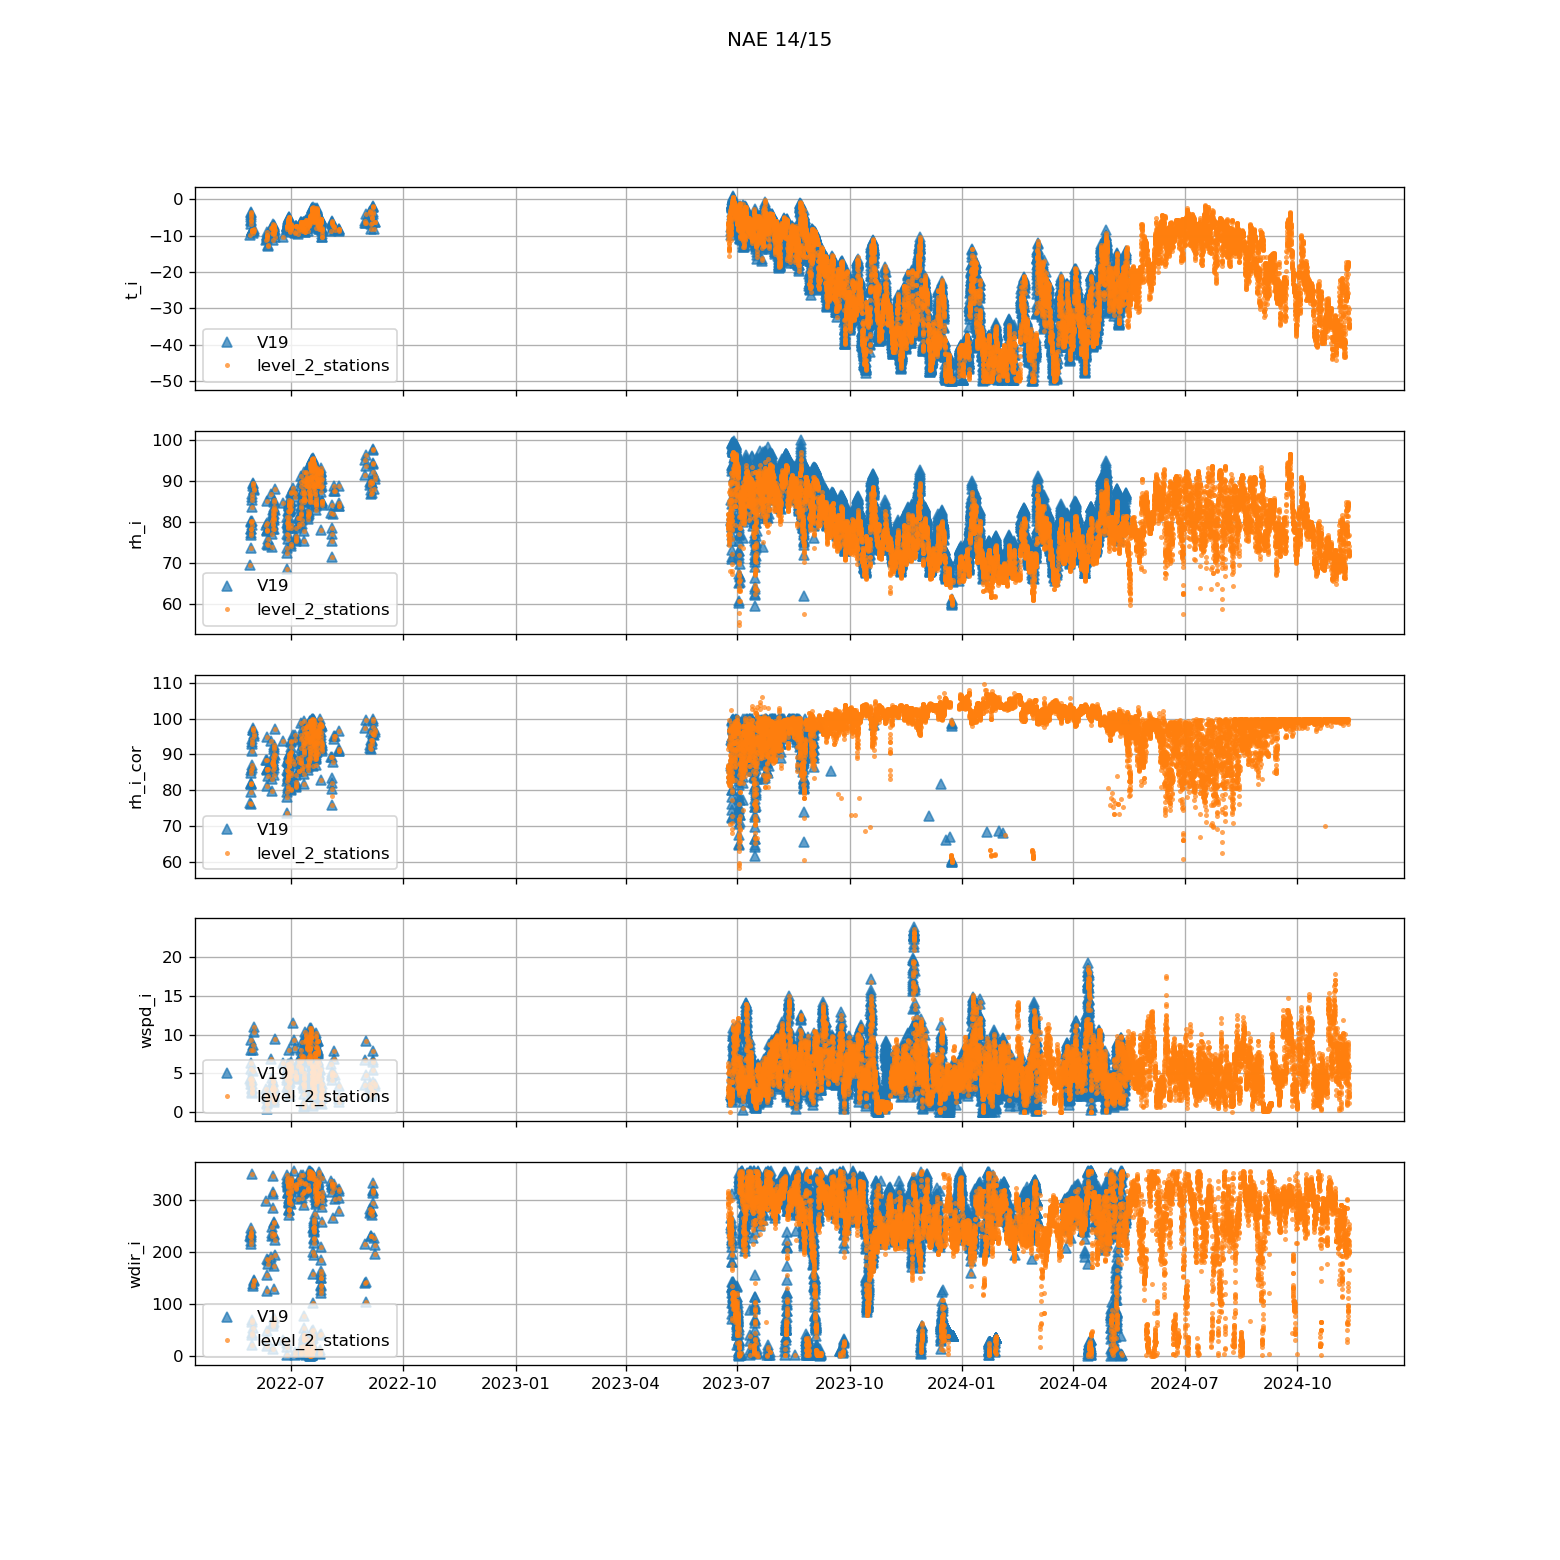 NAE 14/15
0
−10
−20
−30
−40
−50
t_i
V19
level_2_stations
100
90
80
70
60
rh_i
V19
level_2_stations
110
100
90
80
70
60
rh_i_cor
V19
level_2_stations
20
15
10
5
0
wspd_i
V19
level_2_stations
300
200
100
0
wdir_i
V19
level_2_stations
2022-07 2022-10 2023-01 2023-04 2023-07 2023-10 2024-01 2024-04 2024-07 2024-10